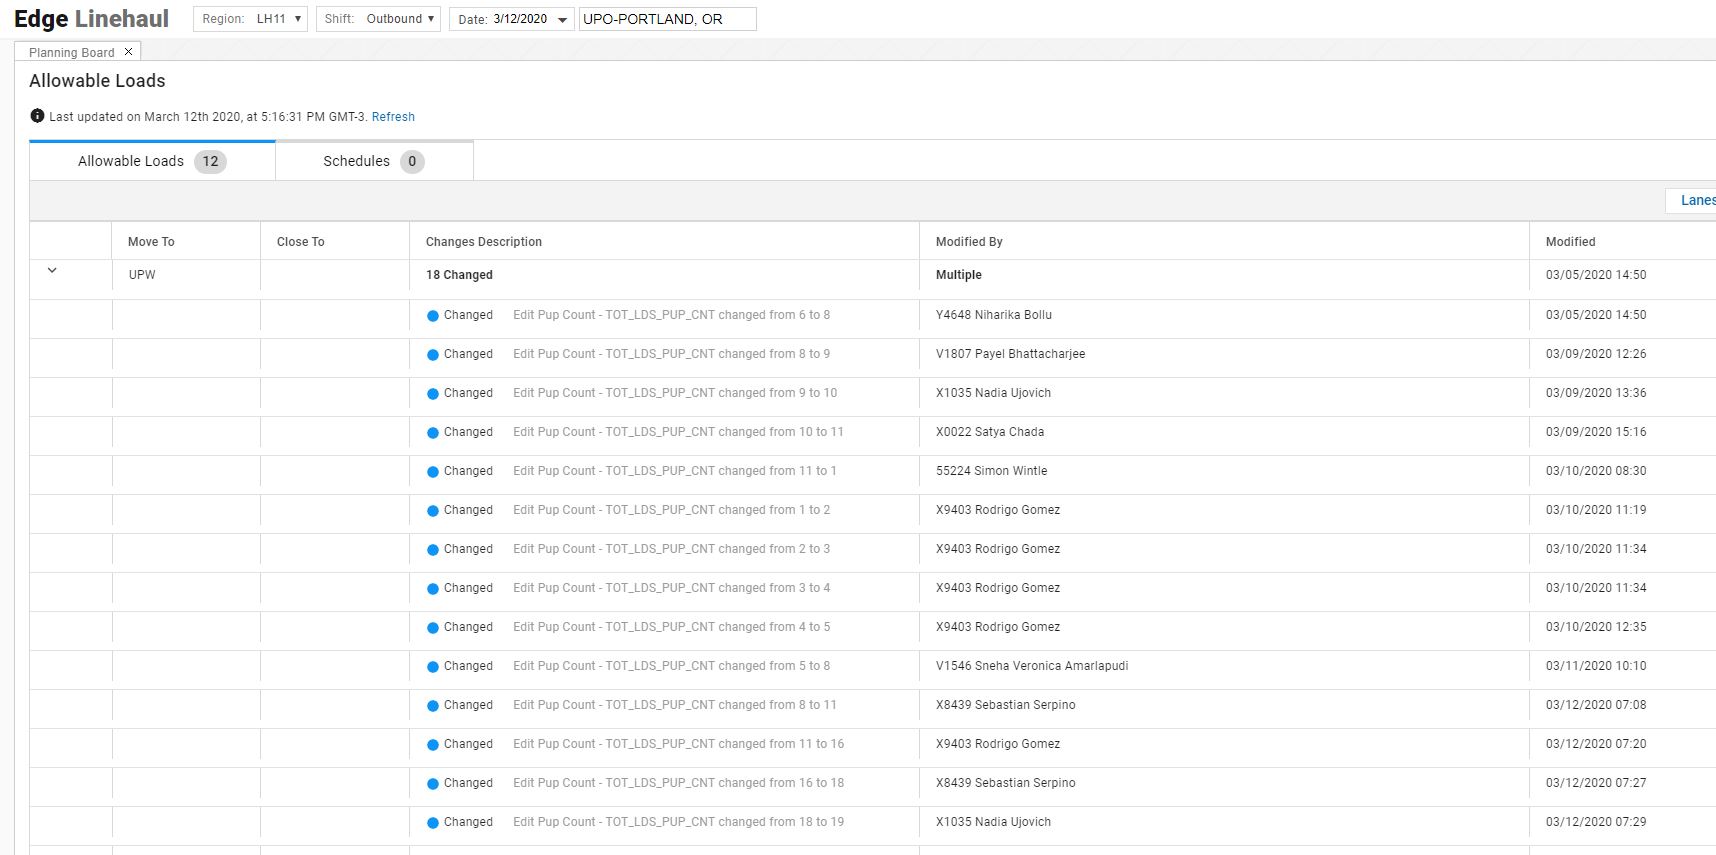 Edge Linehaul Region: LH11 Shift: Outbound Date: 3/12/2020 UPO-PORTLAND, OR
Planning Board
Allowable Loads
Last updated on March 12th 2020, at 5:16:31 PM GMT-3. Refresh
Allowable Loads 12 Schedules 0
Lanes
Move To Close To Changes Description Modified By Modified
UPW 18 Changed Multiple 03/05/2020 14:50
Changed Edit Pup Count - TOT_LDS_PUP_CNT changed from 6 to 8 Y4648 Niharika Bollu 03/05/2020 14:50
Changed Edit Pup Count - TOT_LDS_PUP_CNT changed from 8 to 9 V1807 Payel Bhattacharjee 03/09/2020 12:26
Changed Edit Pup Count - TOT_LDS_PUP_CNT changed from 9 to 10 X1035 Nadia Ujovich 03/09/2020 13:36
Changed Edit Pup Count - TOT_LDS_PUP_CNT changed from 10 to 11 X0022 Satya Chada 03/09/2020 15:16
Changed Edit Pup Count - TOT_LDS_PUP_CNT changed from 11 to 1 55224 Simon Wintle 03/10/2020 08:30
Changed Edit Pup Count - TOT_LDS_PUP_CNT changed from 1 to 2 X9403 Rodrigo Gomez 03/10/2020 11:19
Changed Edit Pup Count - TOT_LDS_PUP_CNT changed from 2 to 3 X9403 Rodrigo Gomez 03/10/2020 11:34
Changed Edit Pup Count - TOT_LDS_PUP_CNT changed from 3 to 4 X9403 Rodrigo Gomez 03/10/2020 11:34
Changed Edit Pup Count - TOT_LDS_PUP_CNT changed from 4 to 5 X9403 Rodrigo Gomez 03/10/2020 12:35
Changed Edit Pup Count - TOT_LDS_PUP_CNT changed from 5 to 8 V1546 Sneha Veronica Amarlapudi 03/11/2020 10:10
Changed Edit Pup Count - TOT_LDS_PUP_CNT changed from 8 to 11 X8439 Sebastian Serpino 03/12/2020 07:08
Changed Edit Pup Count - TOT_LDS_PUP_CNT changed from 11 to 16 X9403 Rodrigo Gomez 03/12/2020 07:20
Changed Edit Pup Count - TOT_LDS_PUP_CNT changed from 16 to 18 X8439 Sebastian Serpino 03/12/2020 07:27
Changed Edit Pup Count - TOT_LDS_PUP_CNT changed from 18 to 19 X1035 Nadia Ujovich 03/12/2020 07:29